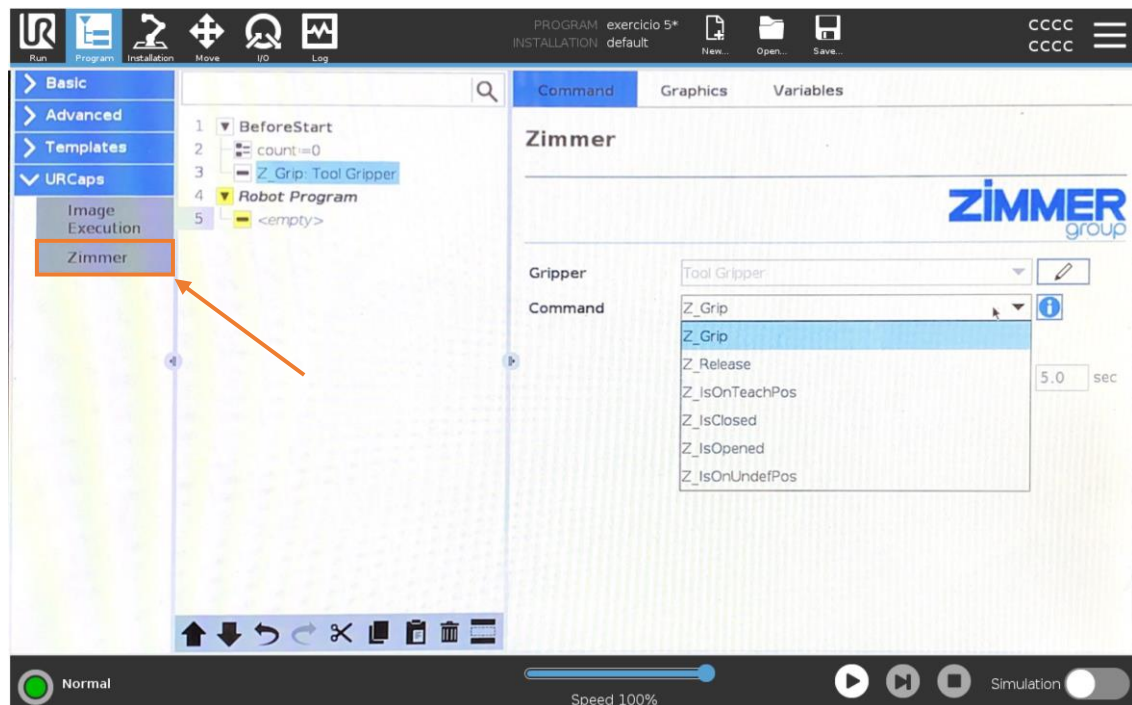 PROGRAM exercicio 5*
INSTALLATION default
CCCC
CCCC
UR
Run
Program
Installation
Move
I/O
Log
New...
Open...
Save...
Basic
Advanced
Templates
URCaps
Image
Execution
Zimmer
1 BeforeStart
2 count:=0
3 Z_Grip: Tool Gripper
4 Robot Program
5 <empty>
Command Graphics Variables
Zimmer
ZIMMER
group
Gripper Tool Gripper
Command Z_Grip
Z_Grip
Z_Release
Z_IsOnTeachPos
Z_IsClosed
Z_IsOpened
Z_IsOnUndefPos
5.0 sec
Normal
Speed 100%
Simulation